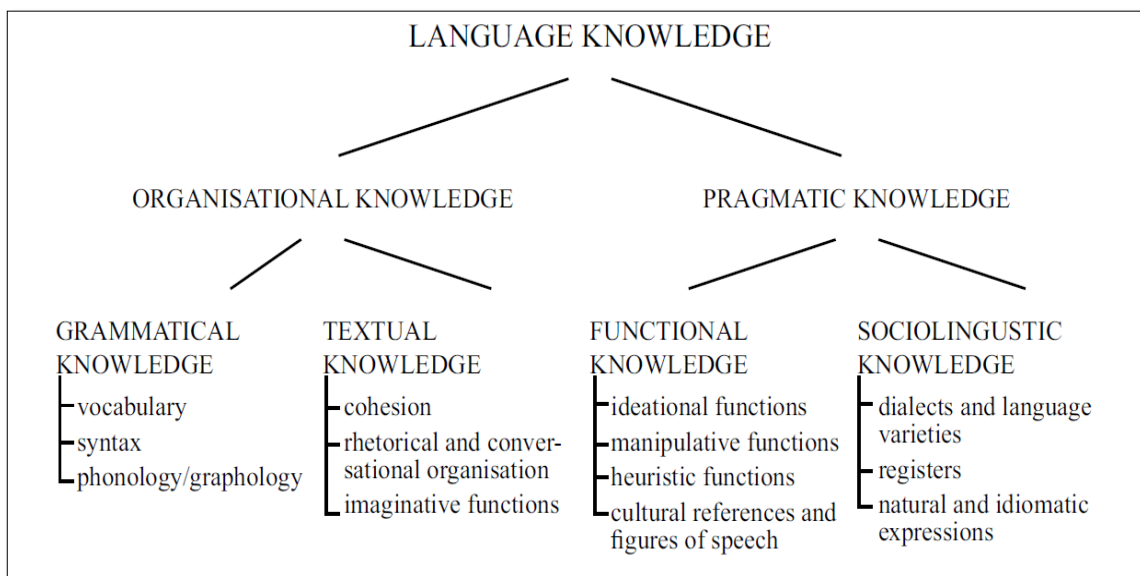 LANGUAGE KNOWLEDGE
ORGANISATIONAL KNOWLEDGE
PRAGMATIC KNOWLEDGE
GRAMMATICAL
KNOWLEDGE
vocabulary
syntax
phonology/graphology
TEXTUAL
KNOWLEDGE
cohesion
rhetorical and conver-
sational organisation
imaginative functions
FUNCTIONAL
KNOWLEDGE
ideational functions
manipulative functions
heuristic functions
cultural references and
figures of speech
SOCIOLINGUSTIC
KNOWLEDGE
dialects and language
varieties
registers
natural and idiomatic
expressions